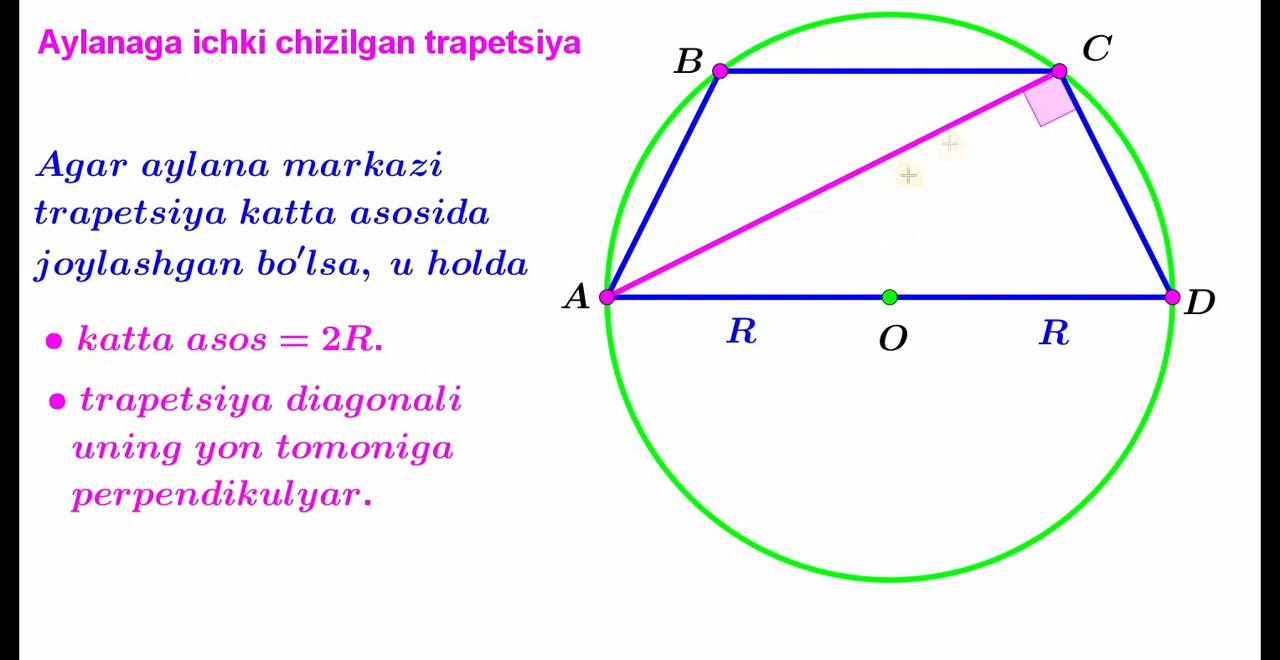 Aylanaga ichki chizilgan trapetsiya
Agar aylana markazi
trapetsiya katta asosida
joylashgan bo'lsa, u holda
• katta asos = 2R.
• trapetsiya diagonali
uning yon tomoniga
perpendikulyar.
B
C
A
D
R
O
R